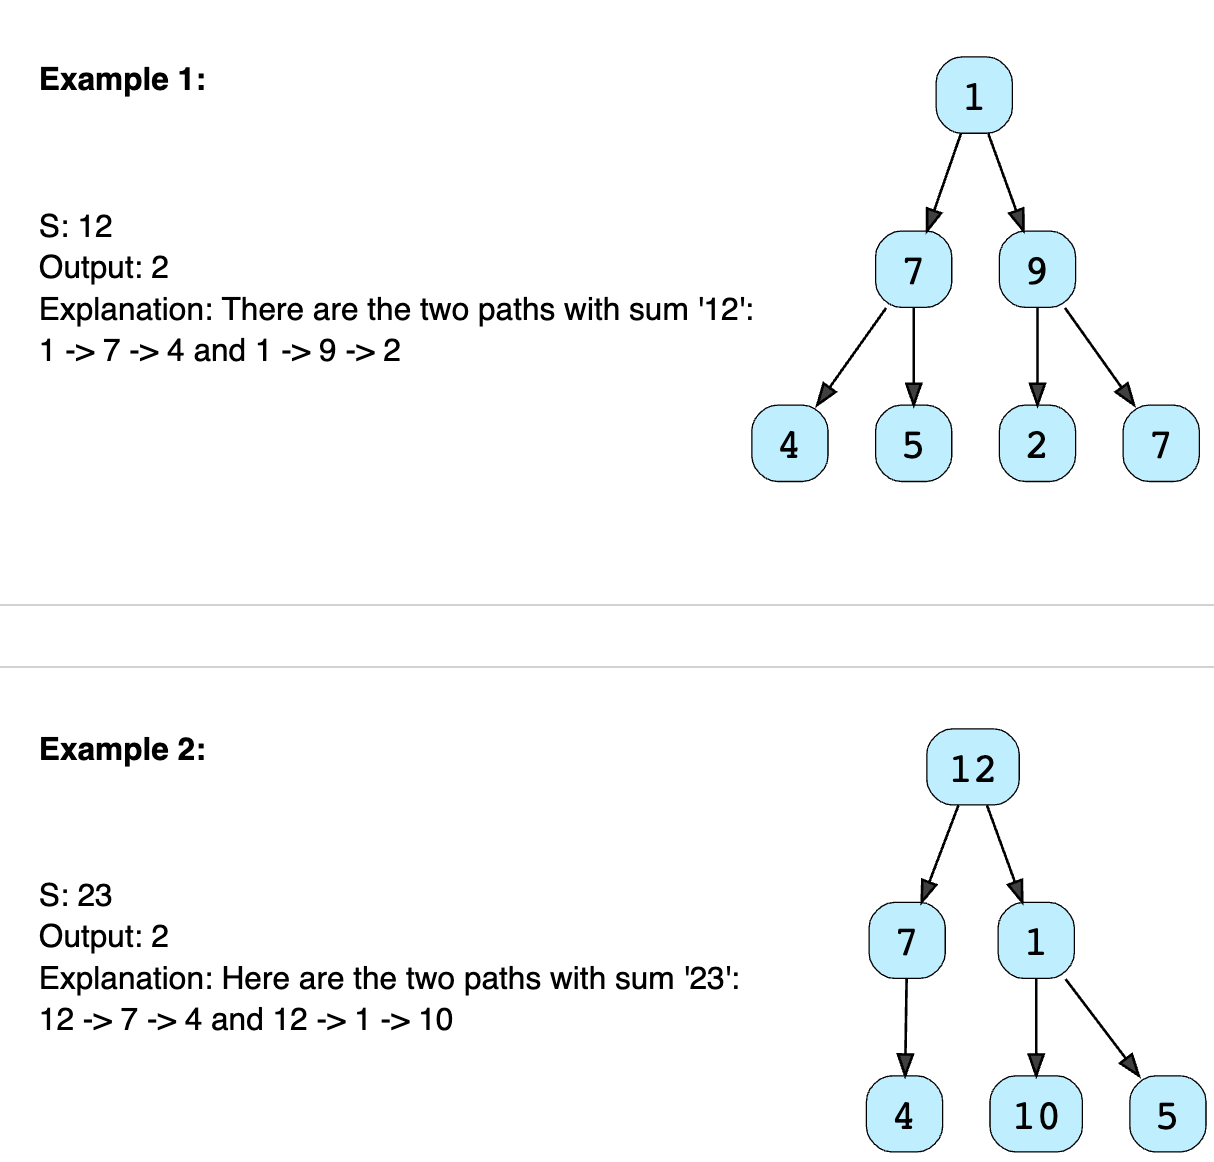 Example 1:
1
S: 12
Output: 2
7 9
Explanation: There are the two paths with sum '12':
1 -> 7 -> 4 and 1 -> 9 -> 2
4 5 2 7
Example 2:
12
S: 23
Output: 2
7 1
Explanation: Here are the two paths with sum '23':
12 -> 7 -> 4 and 12 -> 1 -> 10
4 10 5